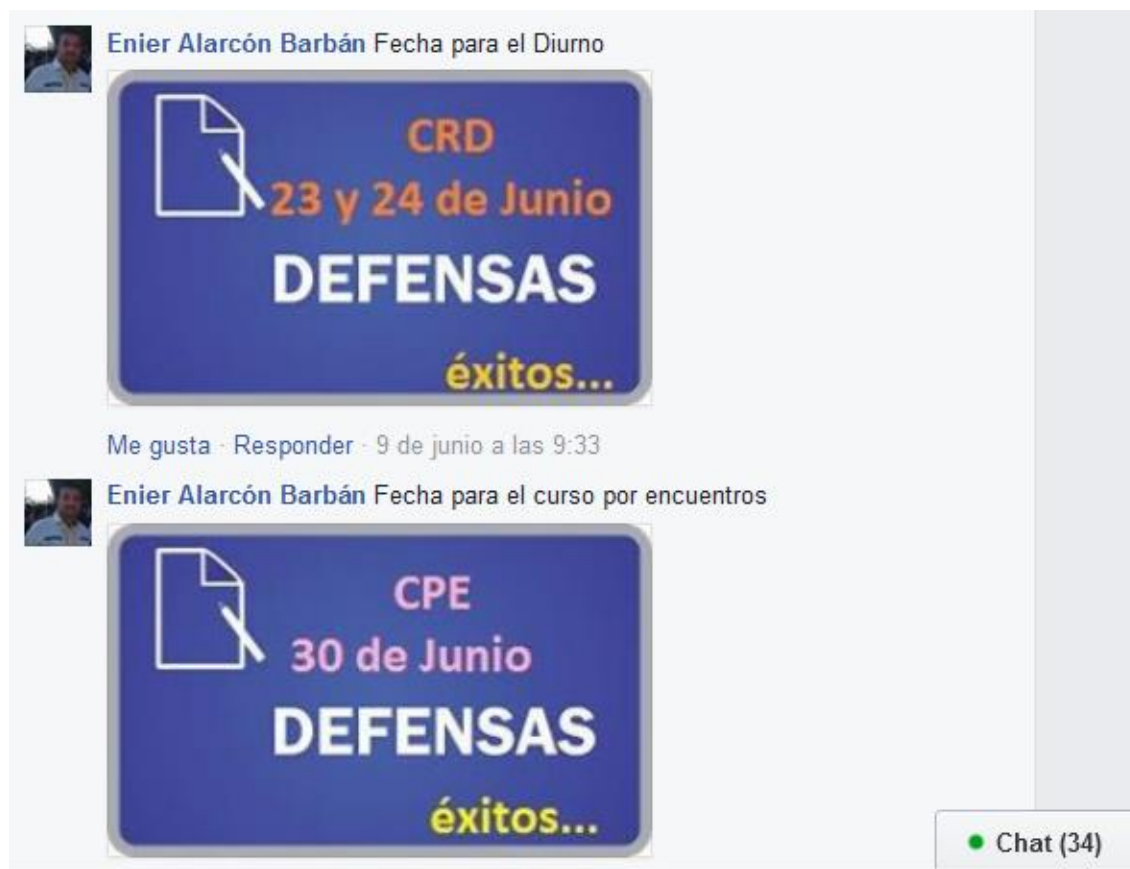 Enier Alarcón Barbán Fecha para el Diurno
CRD
23 y 24 de Junio
DEFENSAS
éxitos...
Me gusta · Responder · 9 de junio a las 9:33
Enier Alarcón Barbán Fecha para el curso por encuentros
CPE
30 de Junio
DEFENSAS
éxitos...
Chat (34)